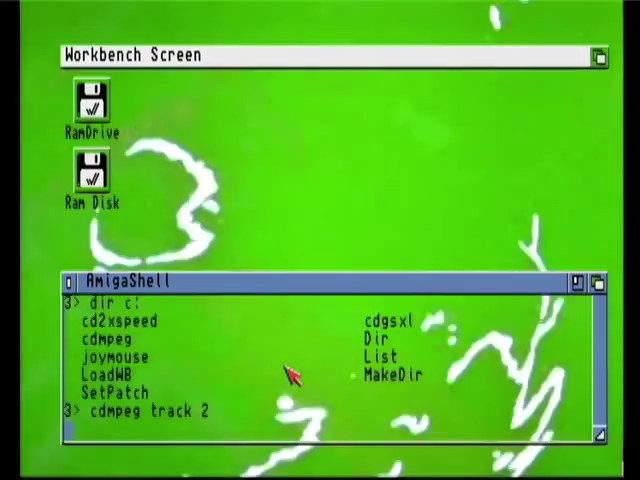 Workbench Screen
RamDrive
Ram Disk
AmigaShell
3> dir c:
cd2xspeed cdgsxl
cdmpeg Dir
joymouse List
LoadWB MakeDir
SetPatch
3> cdmpeg track 2